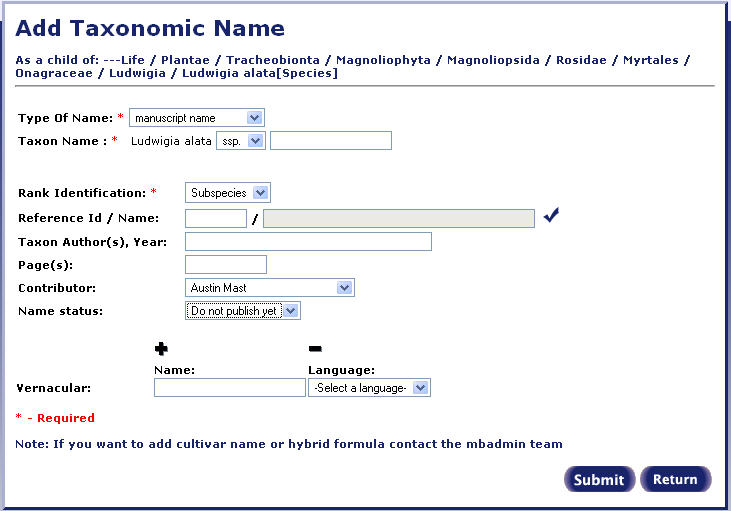 Add Taxonomic Name
As a child of: ---Life / Plantae / Tracheobionta / Magnoliophyta / Magnoliopsida / Rosidae / Myrtales /
Onagraceae / Ludwigia / Ludwigia alata[Species]
Type Of Name: * manuscript name
Taxon Name : * Ludwigia alata ssp.
Rank Identification: * Subspecies
Reference Id / Name: /
Taxon Author(s), Year:
Page(s):
Contributor: Austin Mast
Name status: Do not publish yet
Name: Language:
Vernacular: -Select a language-
* - Required
Note: If you want to add cultivar name or hybrid formula contact the mbadmin team
Submit Return